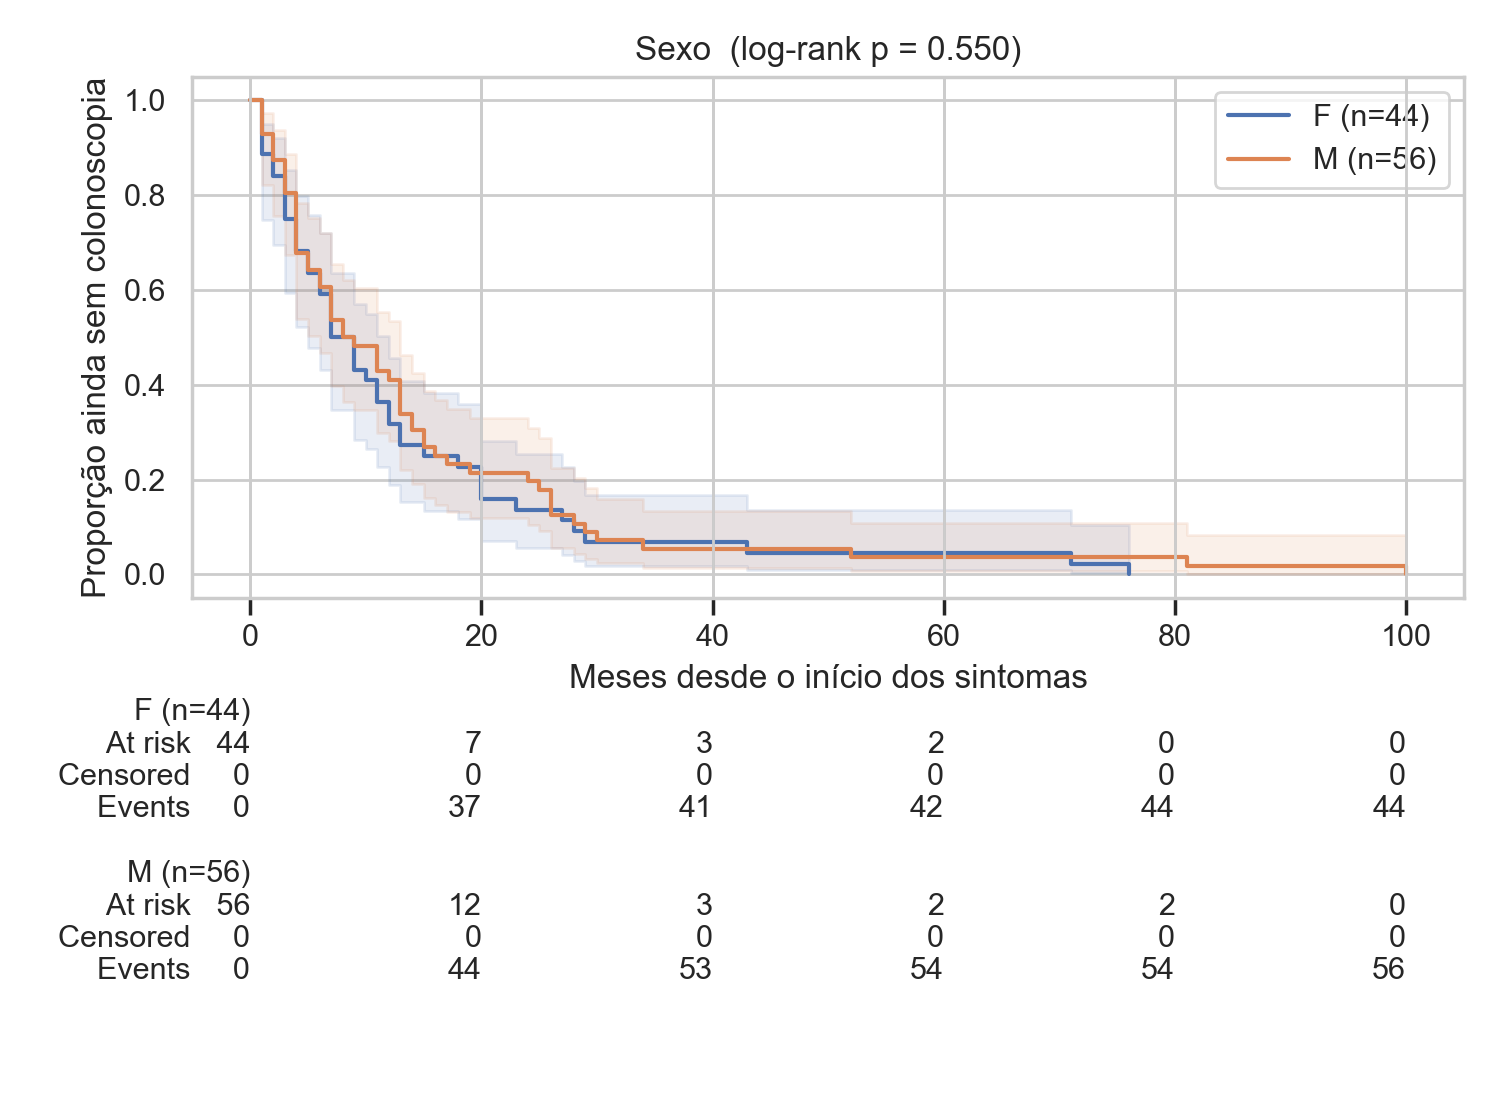 Sexo  (log-rank p = 0.550)
Proporção ainda sem colonoscopia
1.0
0.8
0.6
0.4
0.2
0.0
F (n=44)
M (n=56)
0 20 40 60 80 100
Meses desde o início dos sintomas
F (n=44)
At risk 44 7 3 2 0 0
Censored 0 0 0 0 0 0
Events 0 37 41 42 44 44
M (n=56)
At risk 56 12 3 2 2 0
Censored 0 0 0 0 0 0
Events 0 44 53 54 54 56